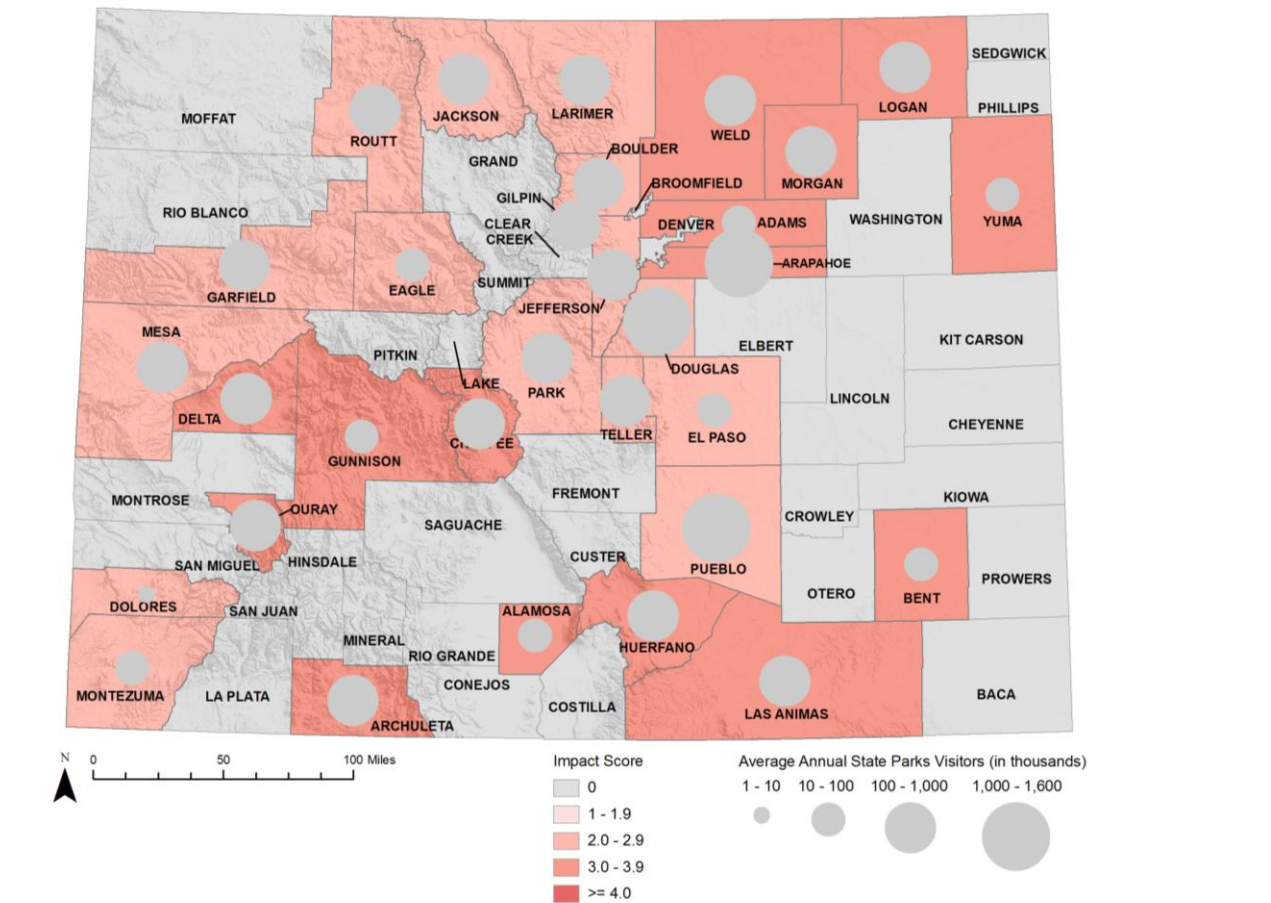 SEDGWICK
LOGAN
PHILLIPS
JACKSON
LARIMER
MOFFAT
WELD
ROUTT
BOULDER
GRAND
MORGAN
BROOMFIELD
GILPIN
RIO BLANCO
WASHINGTON
YUMA
CLEAR
CREEK
DENVER
ADAMS
ARAPAHOE
SUMMIT
EAGLE
GARFIELD
JEFFERSON
MESA
KIT CARSON
ELBERT
PITKIN
DOUGLAS
LAKE
PARK
LINCOLN
DELTA
CHEYENNE
TELLER
EL PASO
GUNNISON
FREMONT
KIOWA
MONTROSE
OURAY
CROWLEY
SAGUACHE
CUSTER
HINSDALE
SAN MIGUEL
PUEBLO
PROWERS
OTERO
BENT
DOLORES
SAN JUAN
ALAMOSA
MINERAL
HUERFANO
RIO GRANDE
CONEJOS
MONTEZUMA
LA PLATA
BACA
COSTILLA
LAS ANIMAS
ARCHULETA
N
0 50 100 Miles
Impact Score
0
1 - 1.9
2.0 - 2.9
3.0 - 3.9
>= 4.0
Average Annual State Parks Visitors (in thousands)
1 - 10 10 - 100 100 - 1,000 1,000 - 1,600